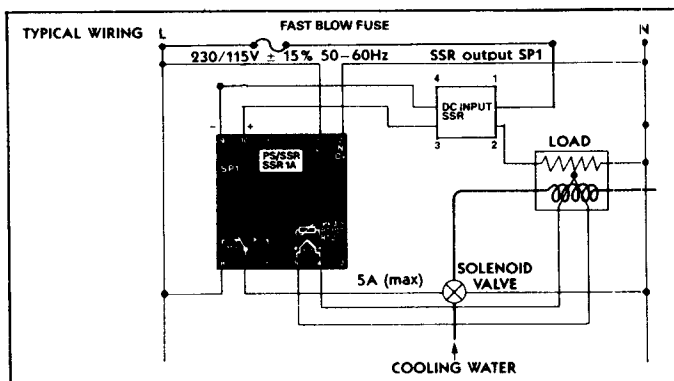 TYPICAL WIRING
L
FAST BLOW FUSE
N
230/115V ± 15% 50-60Hz
SSR output SP1
4 1
DC INPUT
SSR
3 2
- +
LOAD
SP1
PS/SSR
SSR 1A
5A (max)
SOLENOID
VALVE
COOLING WATER